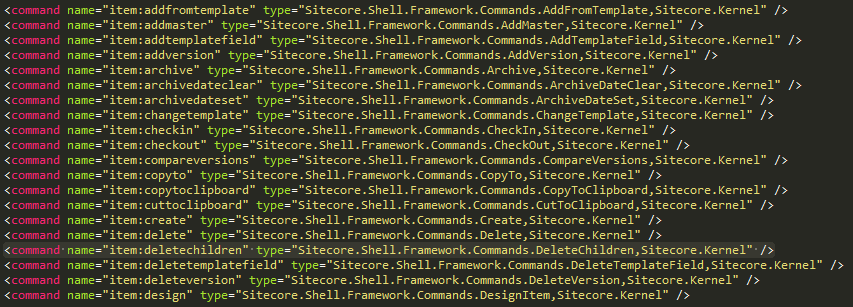 <command name="item:addfromtemplate" type="Sitecore.Shell.Framework.Commands.AddFromTemplate,Sitecore.Kernel" />
<command name="item:addmaster" type="Sitecore.Shell.Framework.Commands.AddMaster,Sitecore.Kernel" />
<command name="item:addtemplatefield" type="Sitecore.Shell.Framework.Commands.AddTemplateField,Sitecore.Kernel" />
<command name="item:addversion" type="Sitecore.Shell.Framework.Commands.AddVersion,Sitecore.Kernel" />
<command name="item:archive" type="Sitecore.Shell.Framework.Commands.Archive,Sitecore.Kernel" />
<command name="item:archivedateclear" type="Sitecore.Shell.Framework.Commands.ArchiveDateClear,Sitecore.Kernel" />
<command name="item:archivedateset" type="Sitecore.Shell.Framework.Commands.ArchiveDateSet,Sitecore.Kernel" />
<command name="item:changetemplate" type="Sitecore.Shell.Framework.Commands.ChangeTemplate,Sitecore.Kernel" />
<command name="item:checkin" type="Sitecore.Shell.Framework.Commands.CheckIn,Sitecore.Kernel" />
<command name="item:checkout" type="Sitecore.Shell.Framework.Commands.CheckOut,Sitecore.Kernel" />
<command name="item:compareversions" type="Sitecore.Shell.Framework.Commands.CompareVersions,Sitecore.Kernel" />
<command name="item:copyto" type="Sitecore.Shell.Framework.Commands.CopyTo,Sitecore.Kernel" />
<command name="item:copytoclipboard" type="Sitecore.Shell.Framework.Commands.CopyToClipboard,Sitecore.Kernel" />
<command name="item:cuttoclipboard" type="Sitecore.Shell.Framework.Commands.CutToClipboard,Sitecore.Kernel" />
<command name="item:create" type="Sitecore.Shell.Framework.Commands.Create,Sitecore.Kernel" />
<command name="item:delete" type="Sitecore.Shell.Framework.Commands.Delete,Sitecore.Kernel" />
<command name="item:deletechildren" type="Sitecore.Shell.Framework.Commands.DeleteChildren,Sitecore.Kernel" />
<command name="item:deletetemplatefield" type="Sitecore.Shell.Framework.Commands.DeleteTemplateField,Sitecore.Kernel" />
<command name="item:deleteversion" type="Sitecore.Shell.Framework.Commands.DeleteVersion,Sitecore.Kernel" />
<command name="item:design" type="Sitecore.Shell.Framework.Commands.DesignItem,Sitecore.Kernel" />